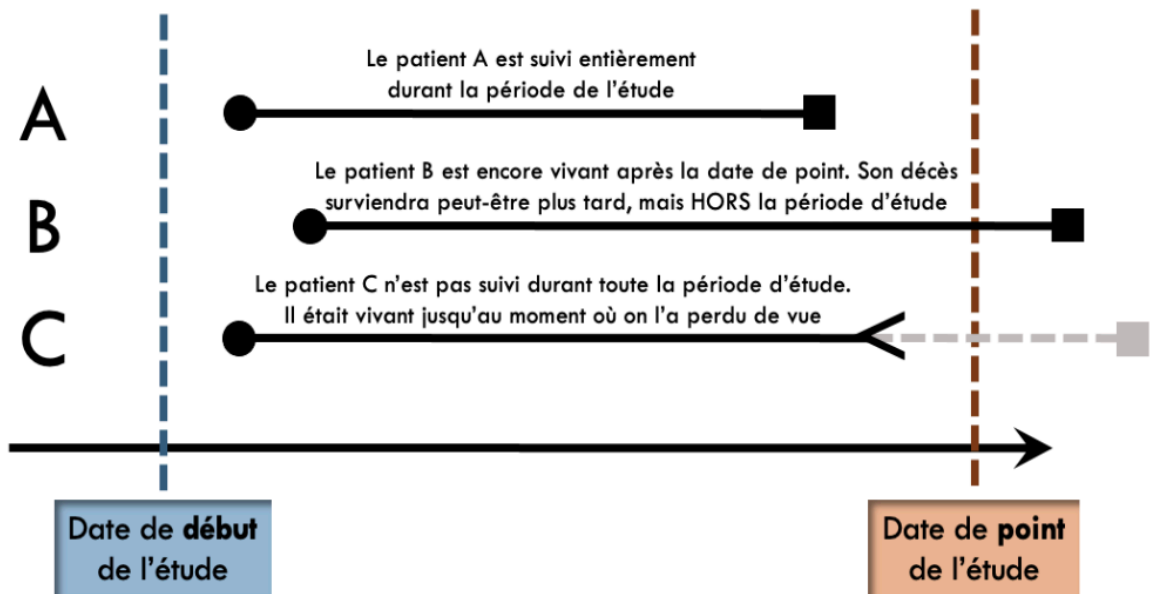 A
Le patient A est suivi entièrement
durant la période de l'étude
B
Le patient B est encore vivant après la date de point. Son décès
surviendra peut-être plus tard, mais HORS la période d'étude
C
Le patient C n'est pas suivi durant toute la période d'étude.
Il était vivant jusqu'au moment où on l'a perdu de vue
Date de début
de l'étude
Date de point
de l'étude